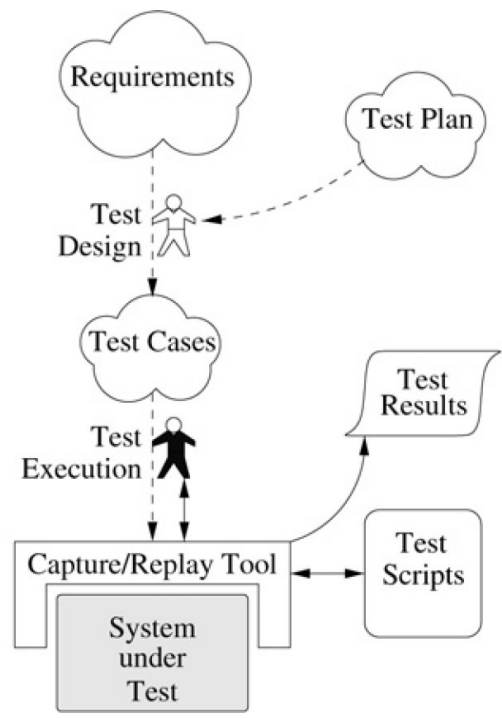 Requirements
Test Plan
Test
Design
Test Cases
Test
Execution
Test
Results
Capture/Replay Tool
Test
Scripts
System
under
Test